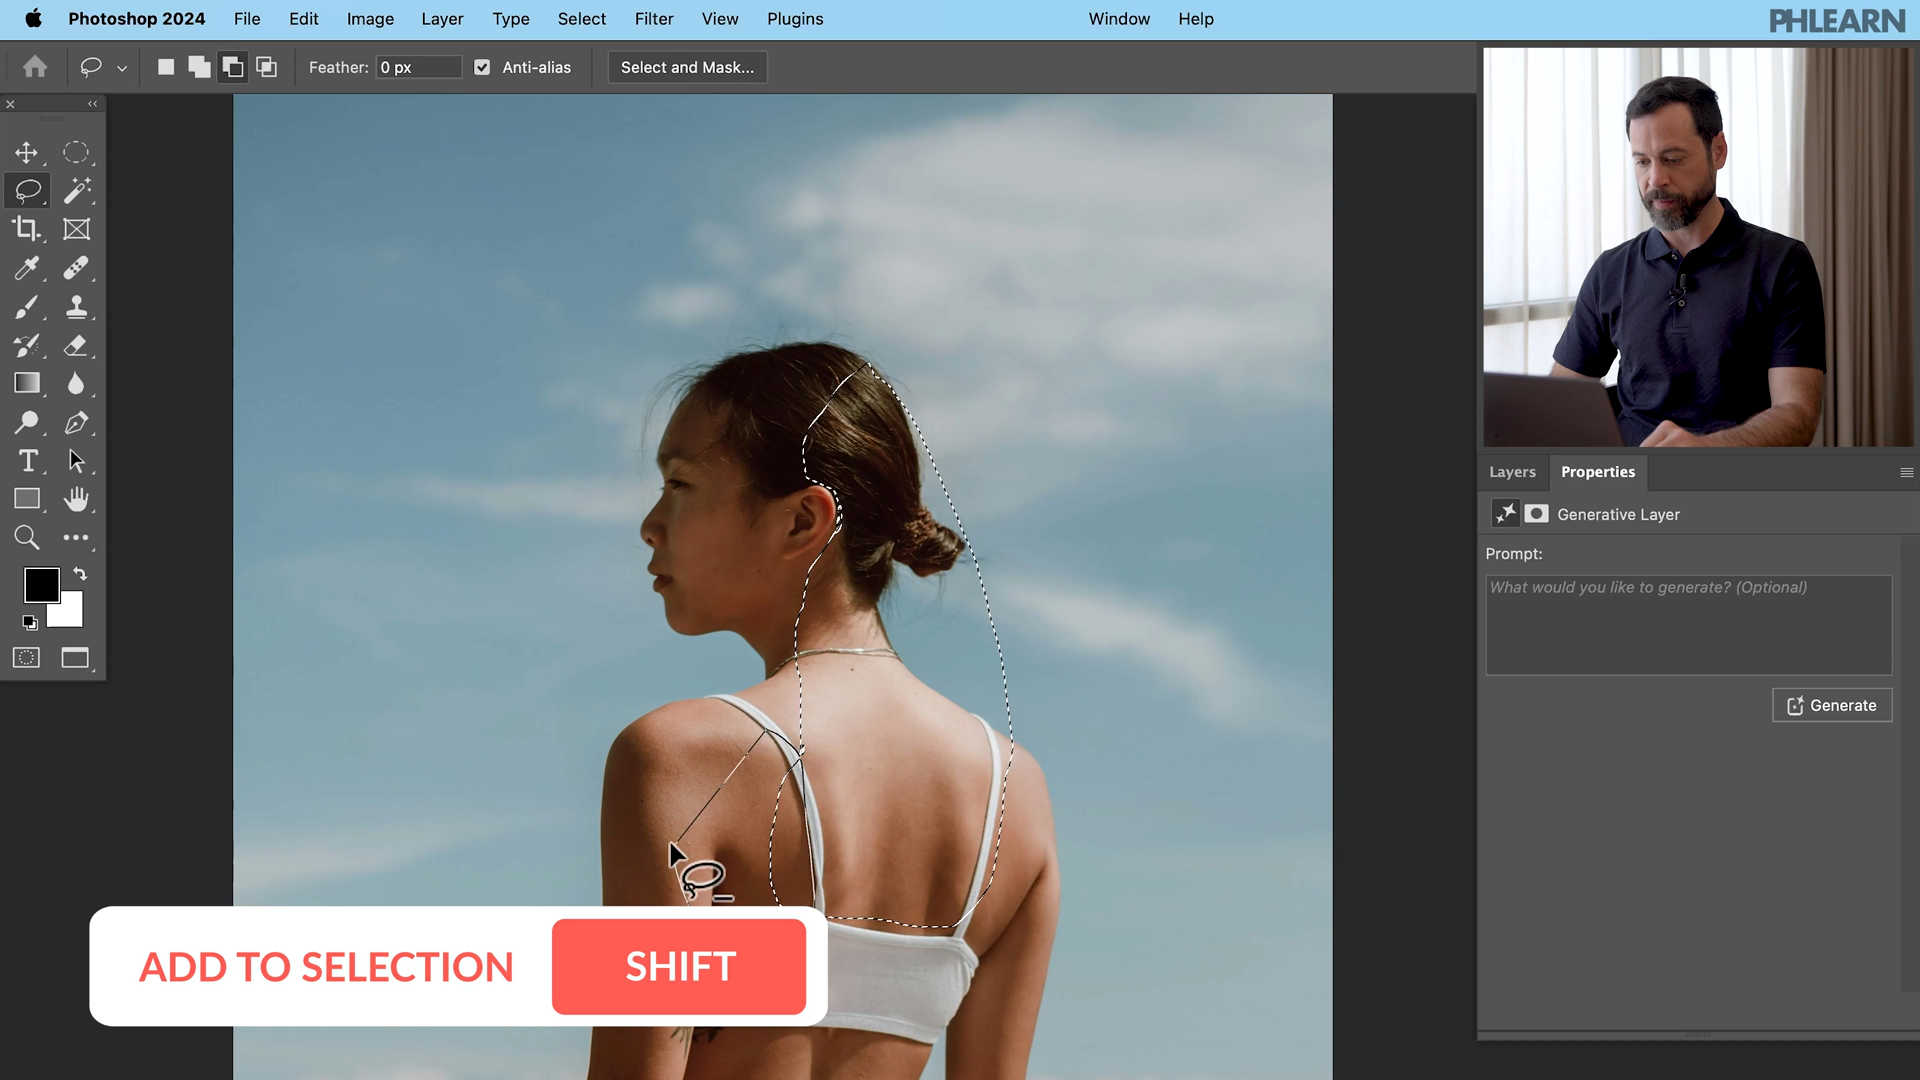 Photoshop 2024 File Edit Image Layer Type Select Filter View Plugins Window Help
PHLEARN
Feather: 0 px Anti-alias Select and Mask...
Layers Properties
Generative Layer
Prompt:
What would you like to generate? (Optional)
Generate
ADD TO SELECTION SHIFT